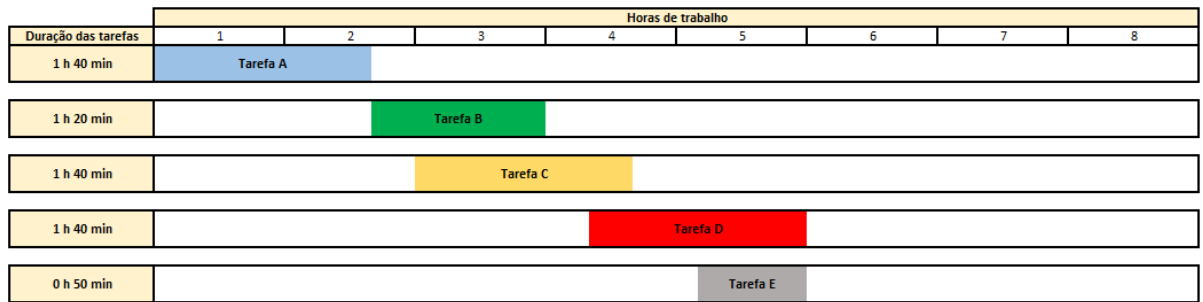 Horas de trabalho
Duração das tarefas 1 2 3 4 5 6 7 8
1 h 40 min Tarefa A
1 h 20 min Tarefa B
1 h 40 min Tarefa C
1 h 40 min Tarefa D
0 h 50 min Tarefa E